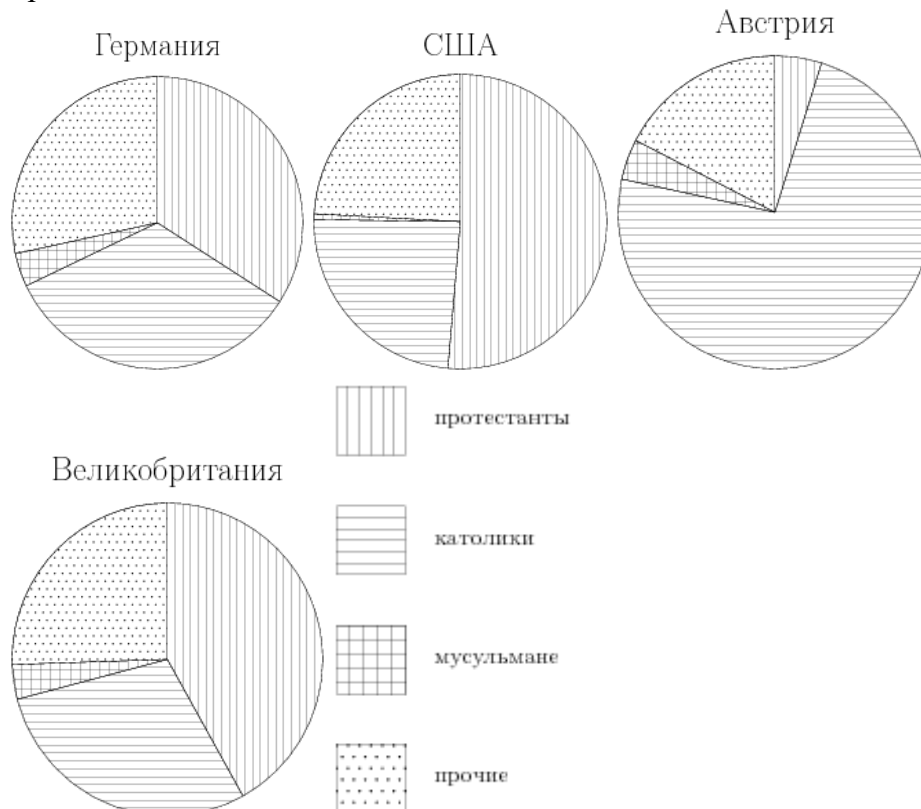 Германия
США
Австрия
протестанты
Великобритания
католики
мусульмане
прочие